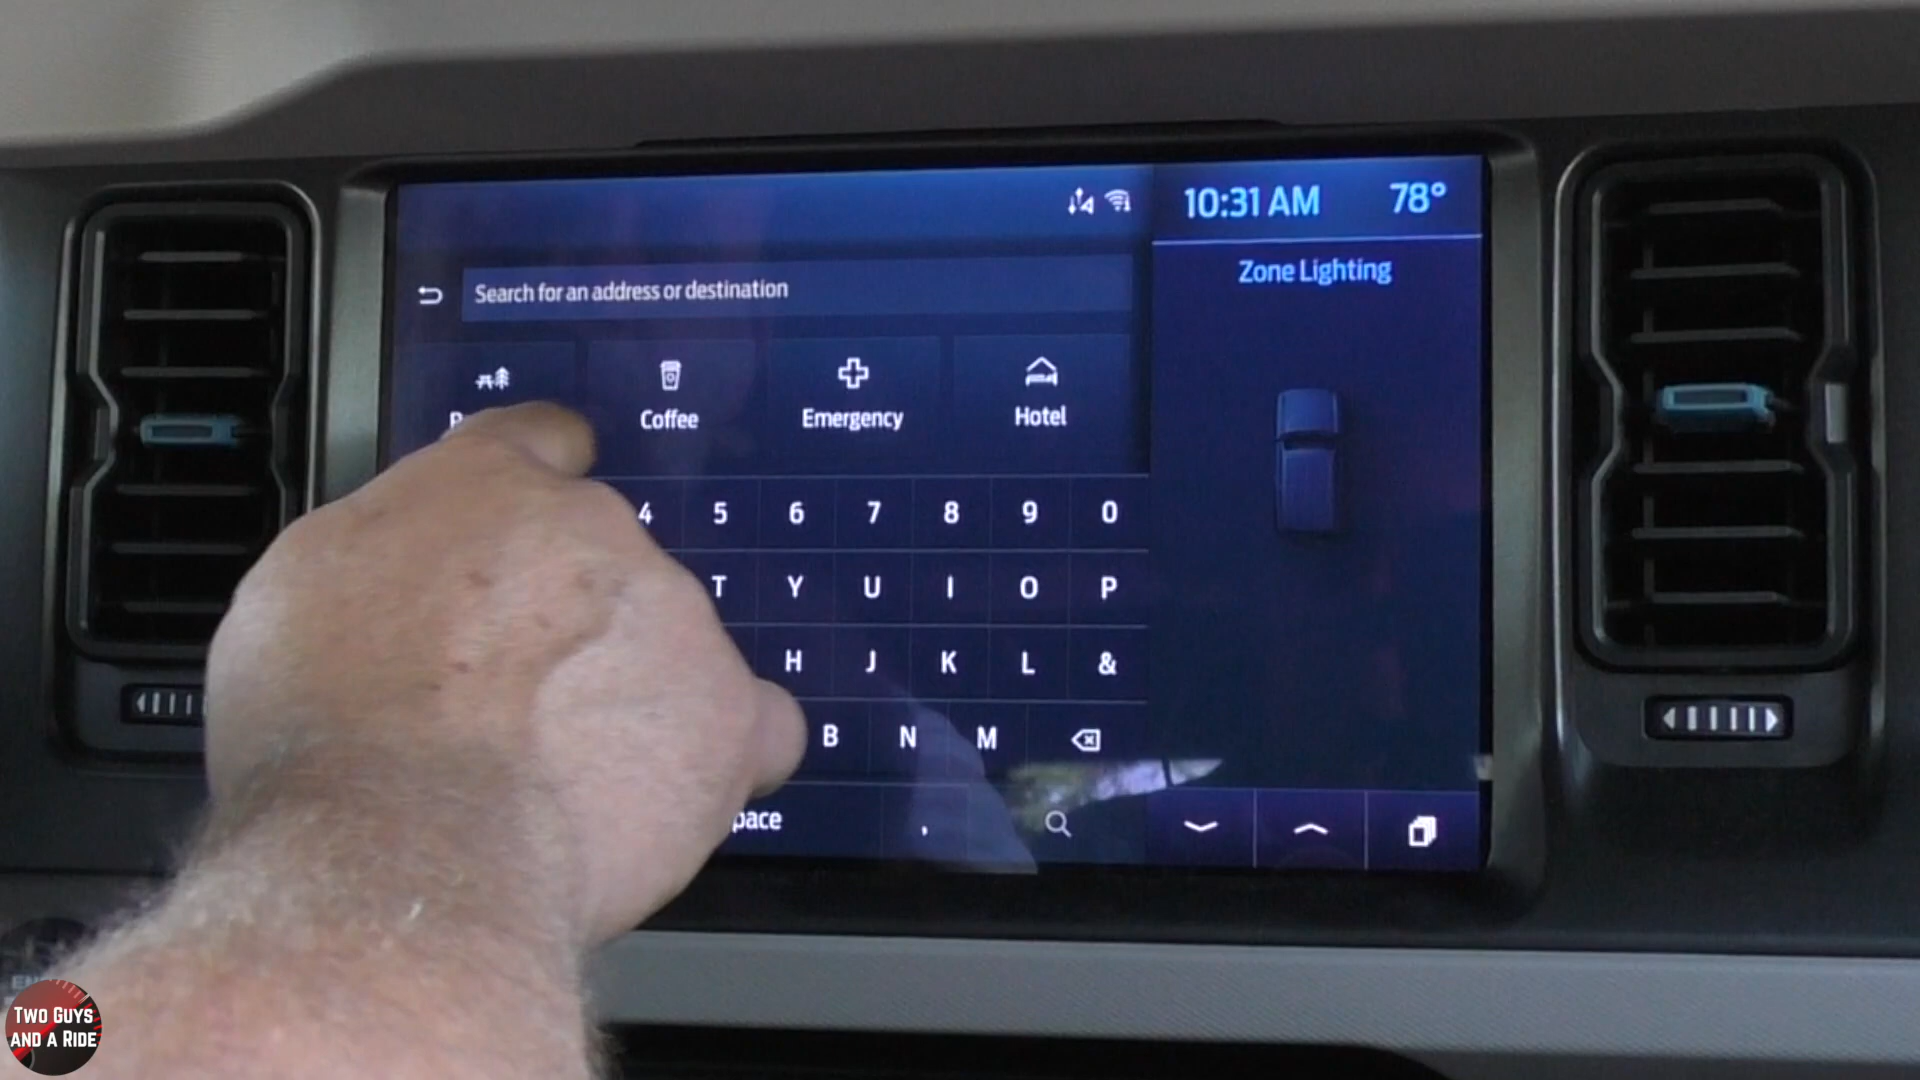 10:31 AM 78°
Zone Lighting
Search for an address or destination
Coffee Emergency Hotel
4 5 6 7 8 9 0
T Y U I O P
H J K L &
B N M
,
TWO GUYS
AND A RIDE